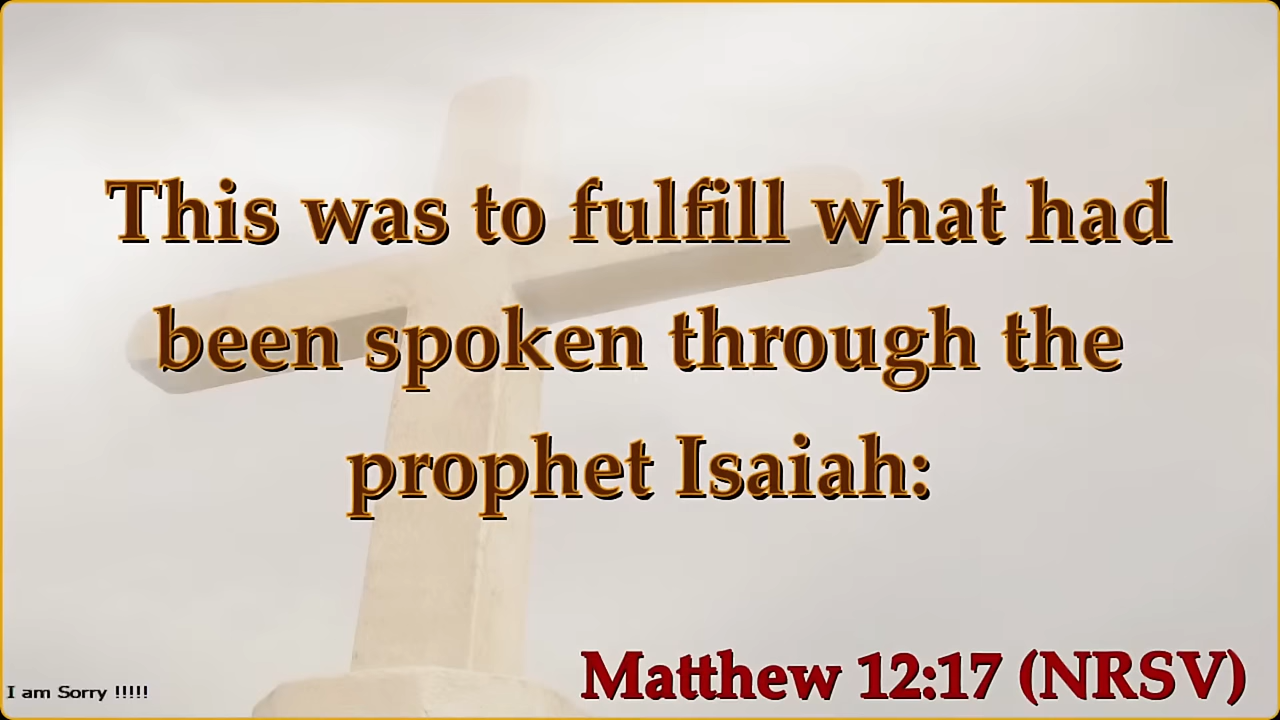 This was to fulfill what had
been spoken through the
prophet Isaiah:
Matthew 12:17 (NRSV)
I am Sorry !!!!!